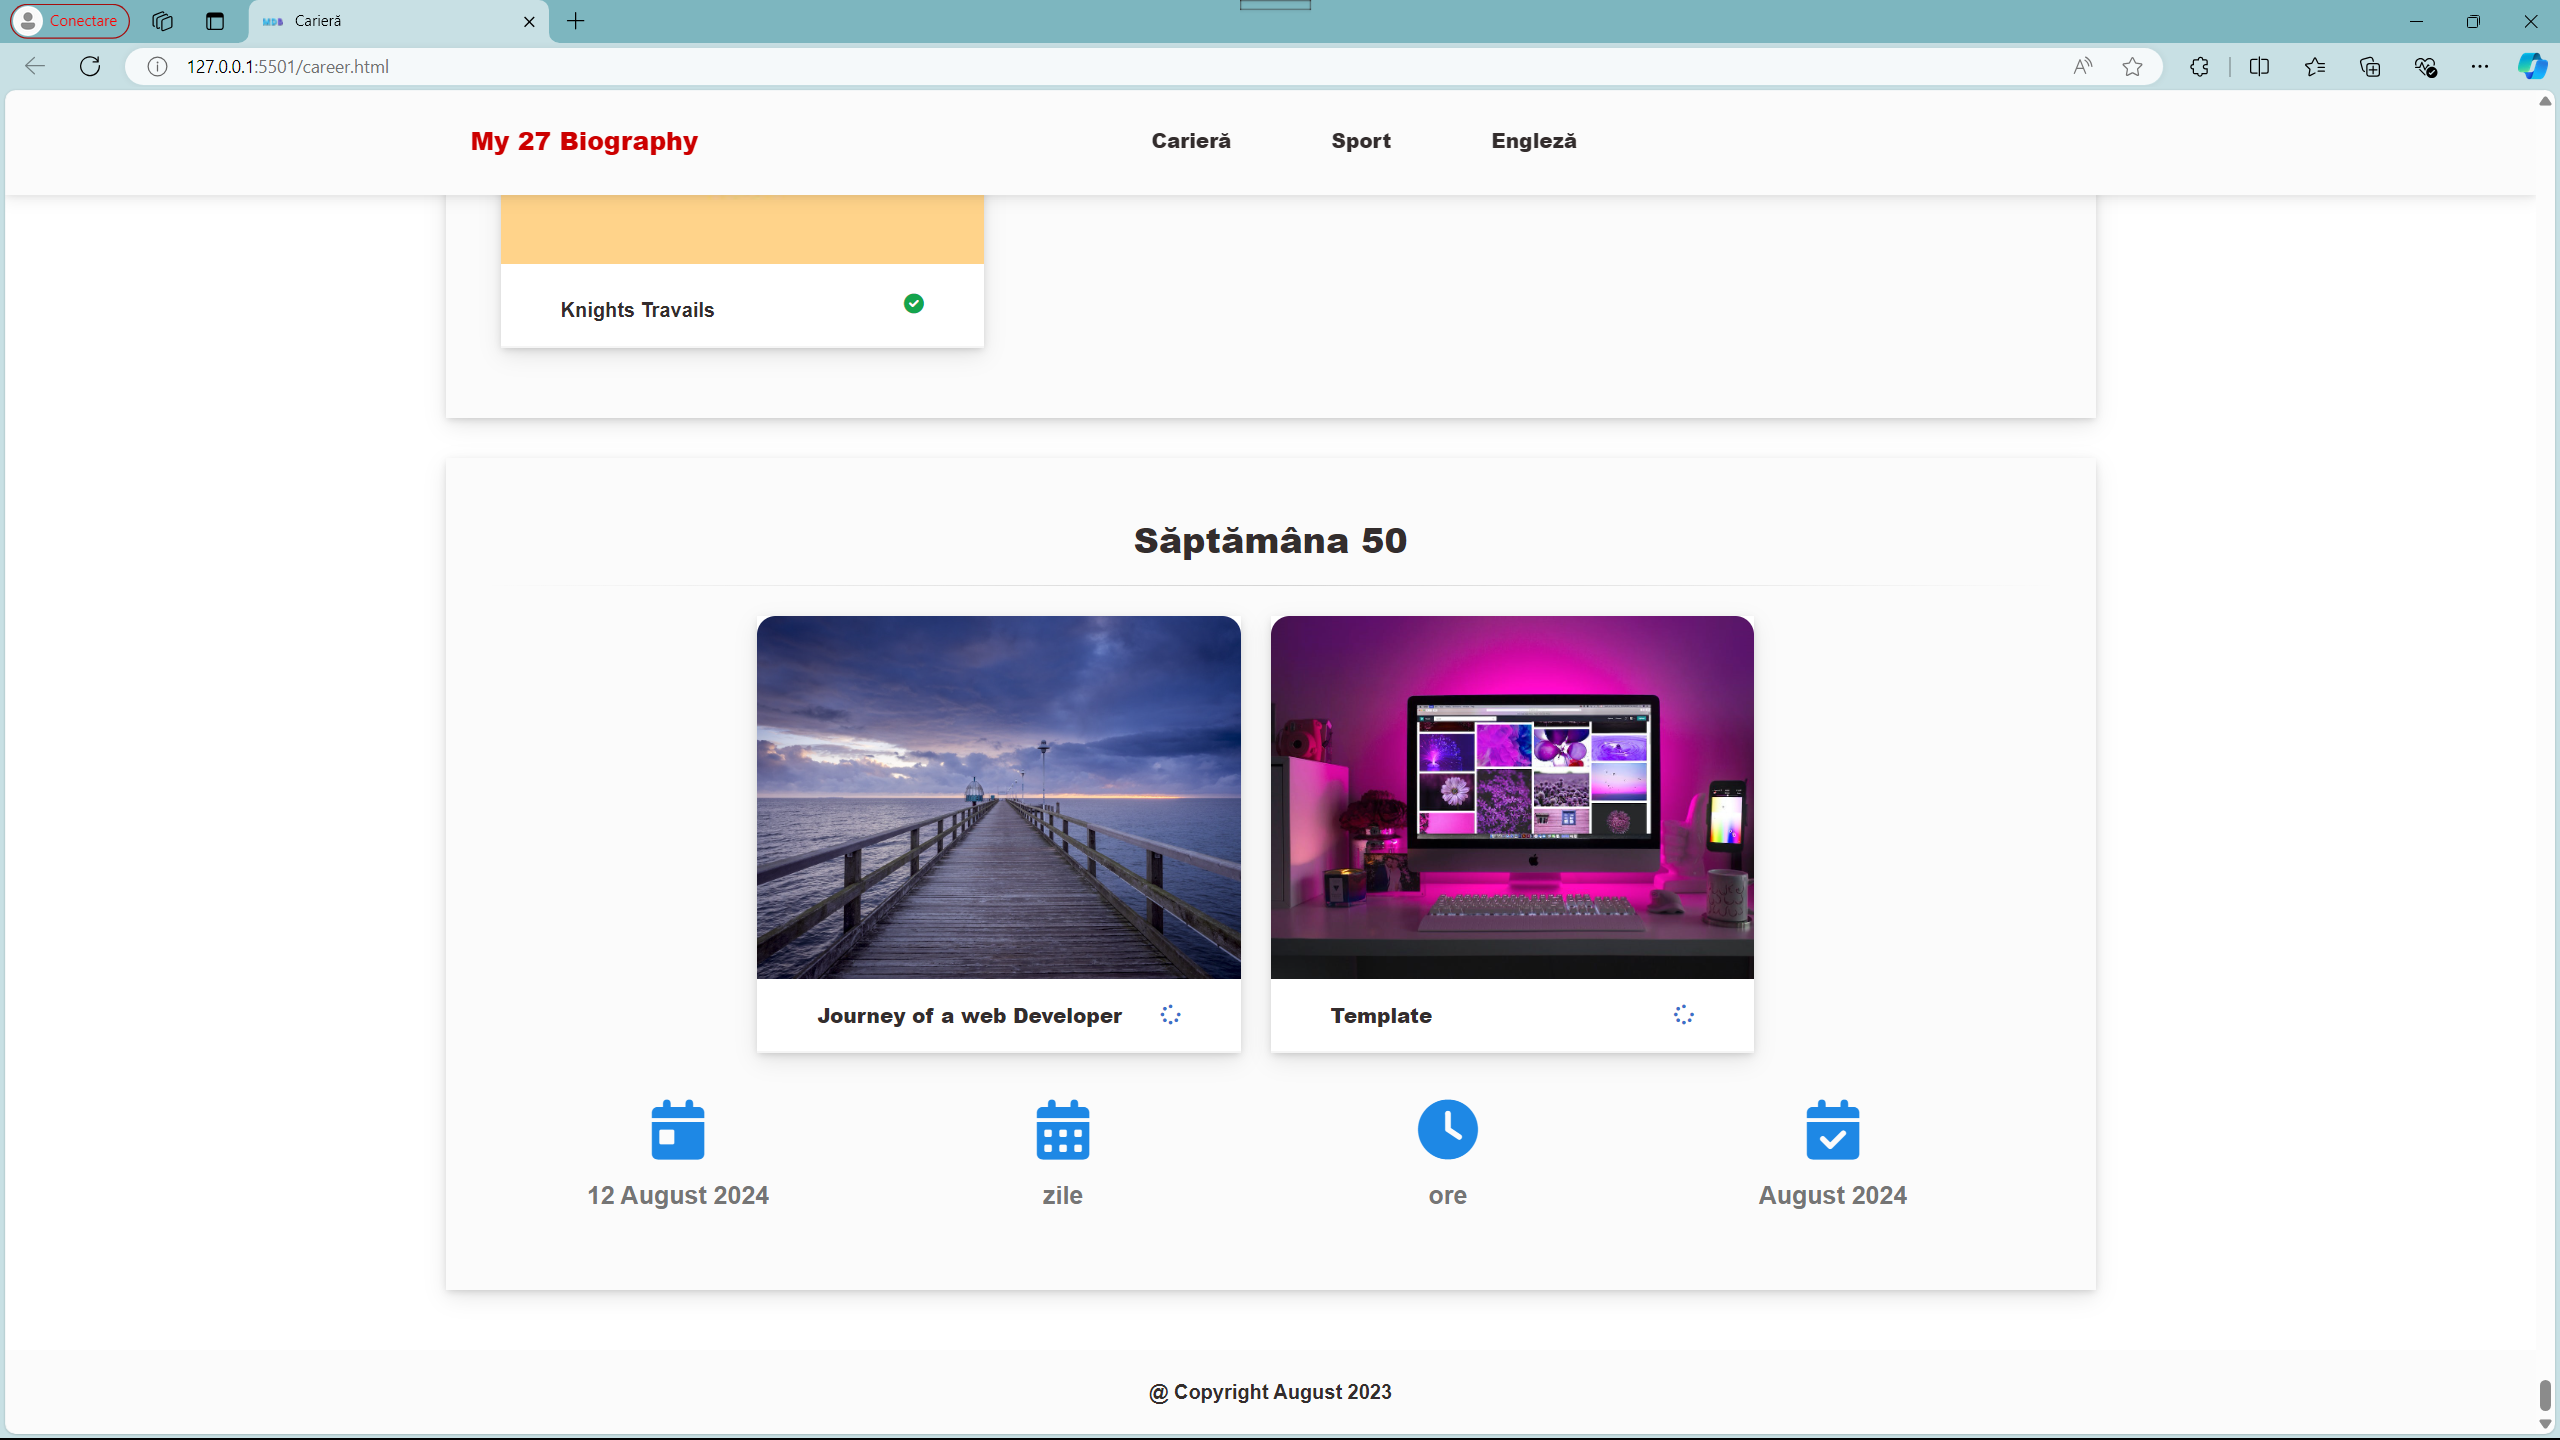 Conectare
MDB
Carieră
127.0.0.1:5501/career.html
My 27 Biography
Carieră
Sport
Engleză
Knights Travails
Săptămâna 50
Journey of a web Developer
Template
12 August 2024
zile
ore
August 2024
@ Copyright August 2023